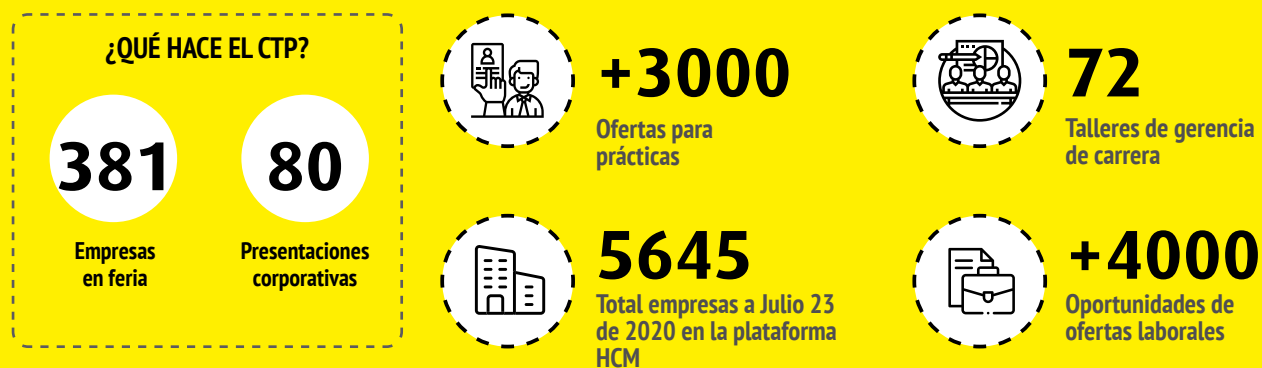 ¿QUÉ HACE EL CTP?
381
Empresas
en feria
80
Presentaciones
corporativas
+3000
Ofertas para
prácticas
72
Talleres de gerencia
de carrera
5645
Total empresas a Julio 23
de 2020 en la plataforma
HCM
+4000
Oportunidades de
ofertas laborales